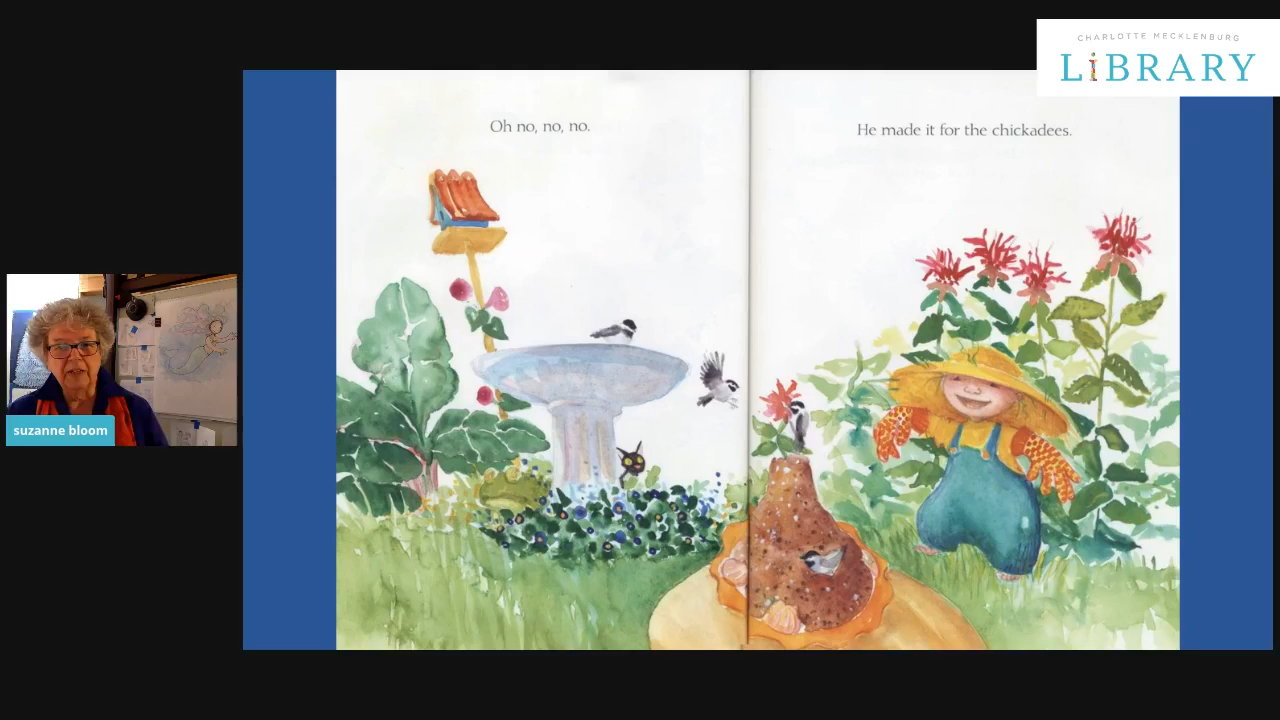 CHARLOTTE MECKLENBURG
LiBRARY
Oh no, no, no.
He made it for the chickadees.
suzanne bloom